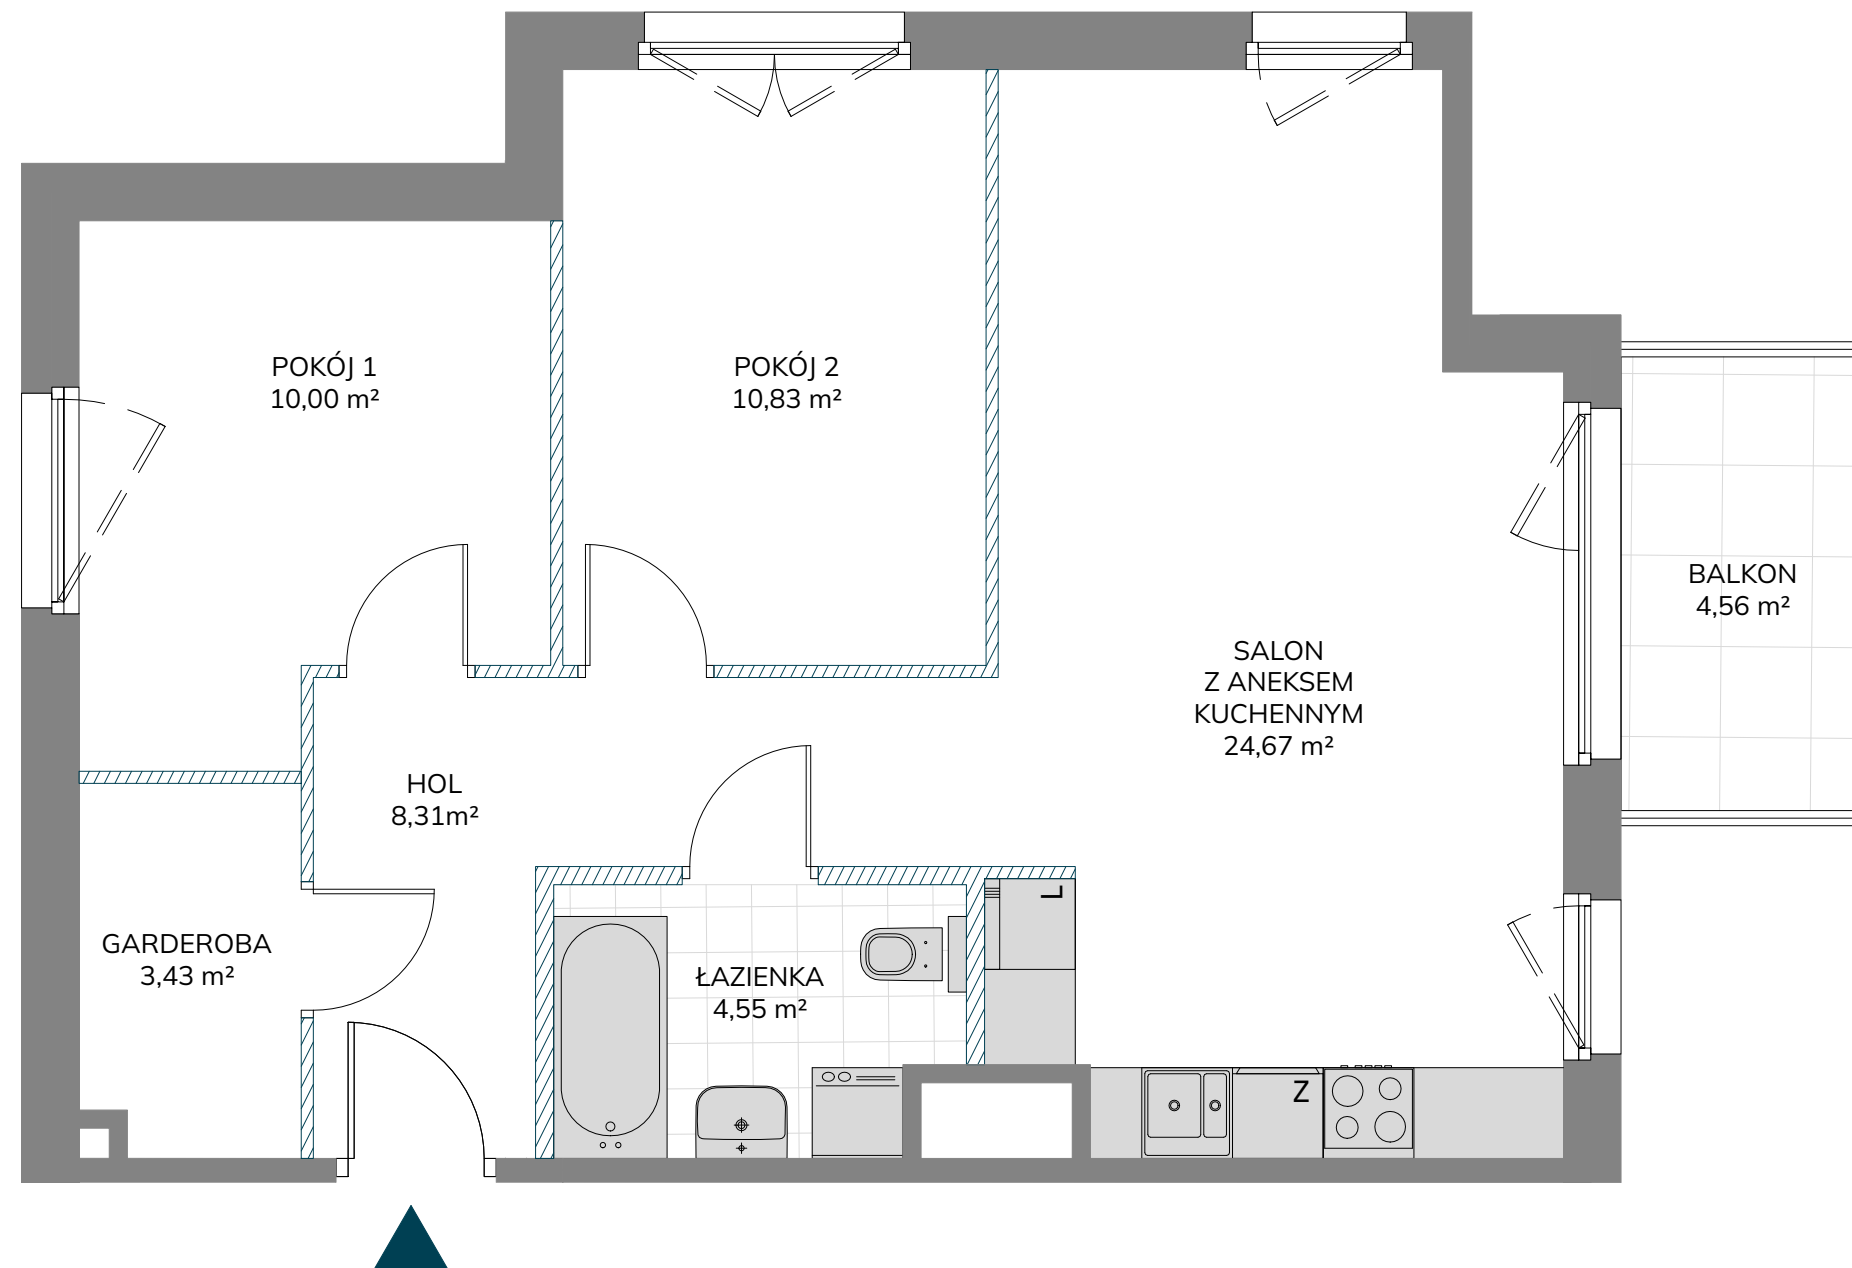 POKÓJ 1
10,00 m²
POKÓJ 2
10,83 m²
BALKON
4,56 m²
SALON
Z ANEKSEM
KUCHENNYM
24,67 m²
HOL
8,31m²
GARDEROBA
3,43 m²
ŁAZIENKA
4,55 m²
L
Z